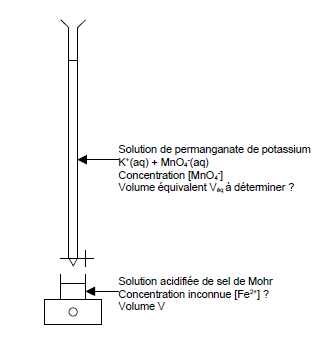 Solution de permanganate de potassium
K⁺(aq) + MnO₄⁻(aq)
Concentration [MnO₄⁻]
Volume équivalent Véq à déterminer ?
Solution acidifiée de sel de Mohr
Concentration inconnue [Fe²⁺] ?
Volume V